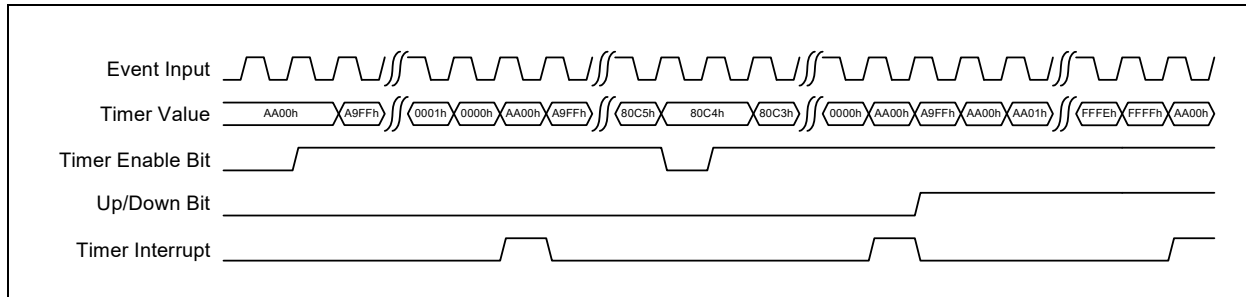 Event Input
Timer Value AA00h A9FFh 0001h 0000h AA00h A9FFh 80C5h 80C4h 80C3h 0000h AA00h A9FFh AA00h AA01h FFFEh FFFFh AA00h
Timer Enable Bit
Up/Down Bit
Timer Interrupt